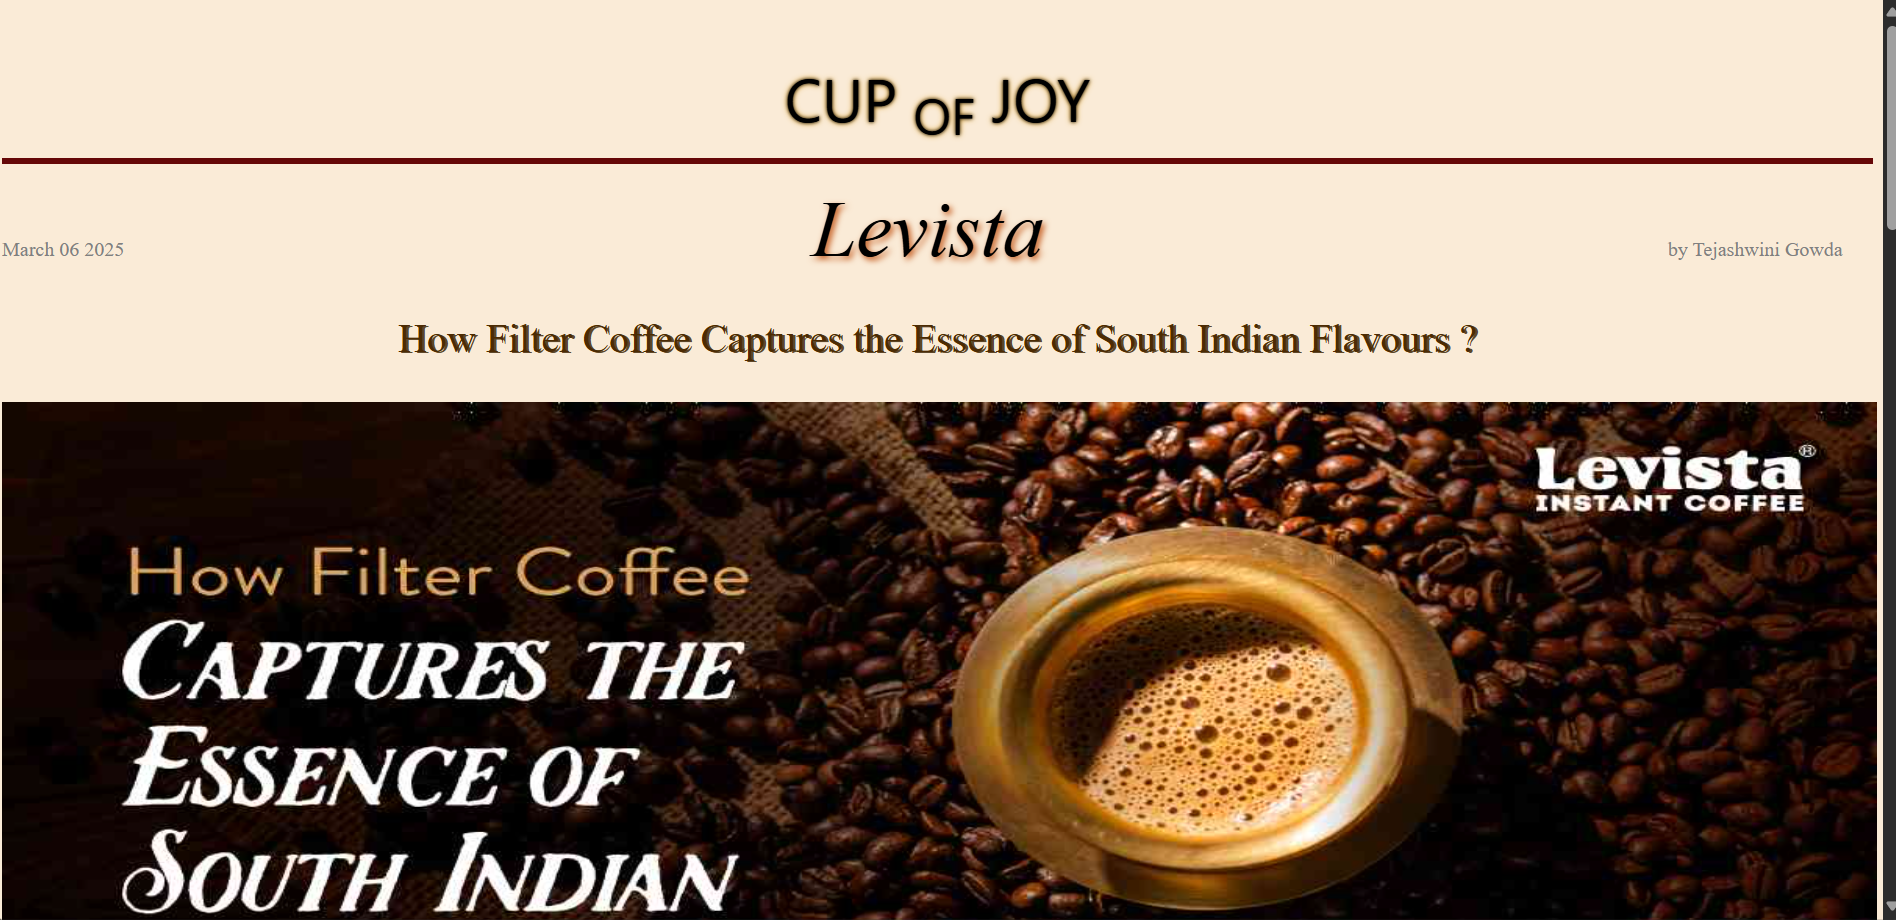 CUP OF JOY
Levista
March 06 2025
by Tejashwini Gowda
How Filter Coffee Captures the Essence of South Indian Flavours ?
Levista®
INSTANT COFFEE
How Filter Coffee
CAPTURES THE
ESSENCE OF
SOUTH INDIAN